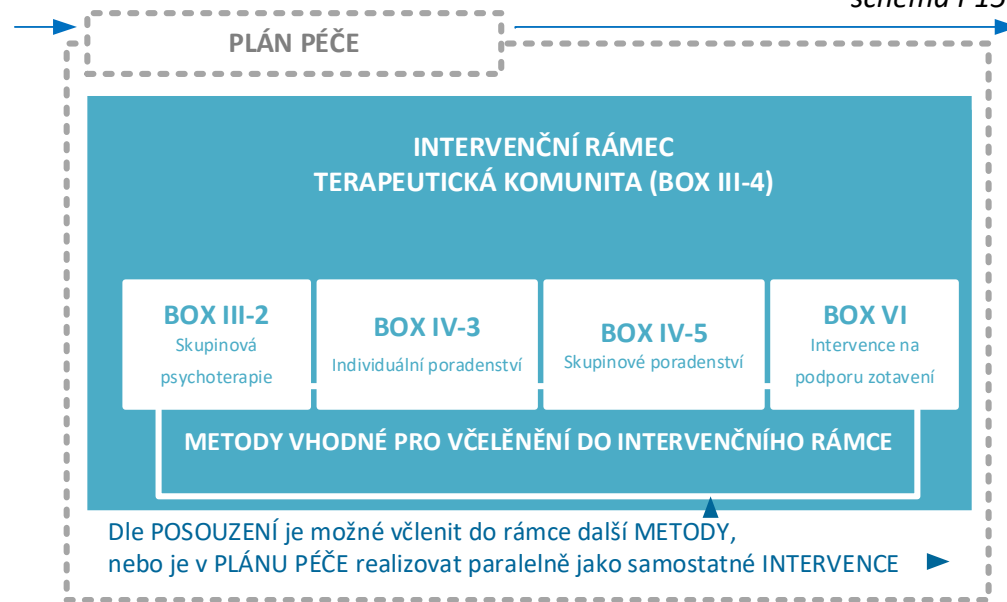 schéma I 13
PLÁN PÉČE
INTERVENČNÍ RÁMEC
TERAPEUTICKÁ KOMUNITA (BOX III-4)
BOX III-2
Skupinová
psychoterapie
BOX IV-3
Individuální poradenství
BOX IV-5
Skupinové poradenství
BOX VI
Intervence na
podporu zotavení
METODY VHODNÉ PRO VČELĚNĚNÍ DO INTERVENČNÍHO RÁMCE
Dle POSOUZENÍ je možné včlenit do rámce další METODY,
nebo je v PLÁNU PÉČE realizovat paralelně jako samostatné INTERVENCE